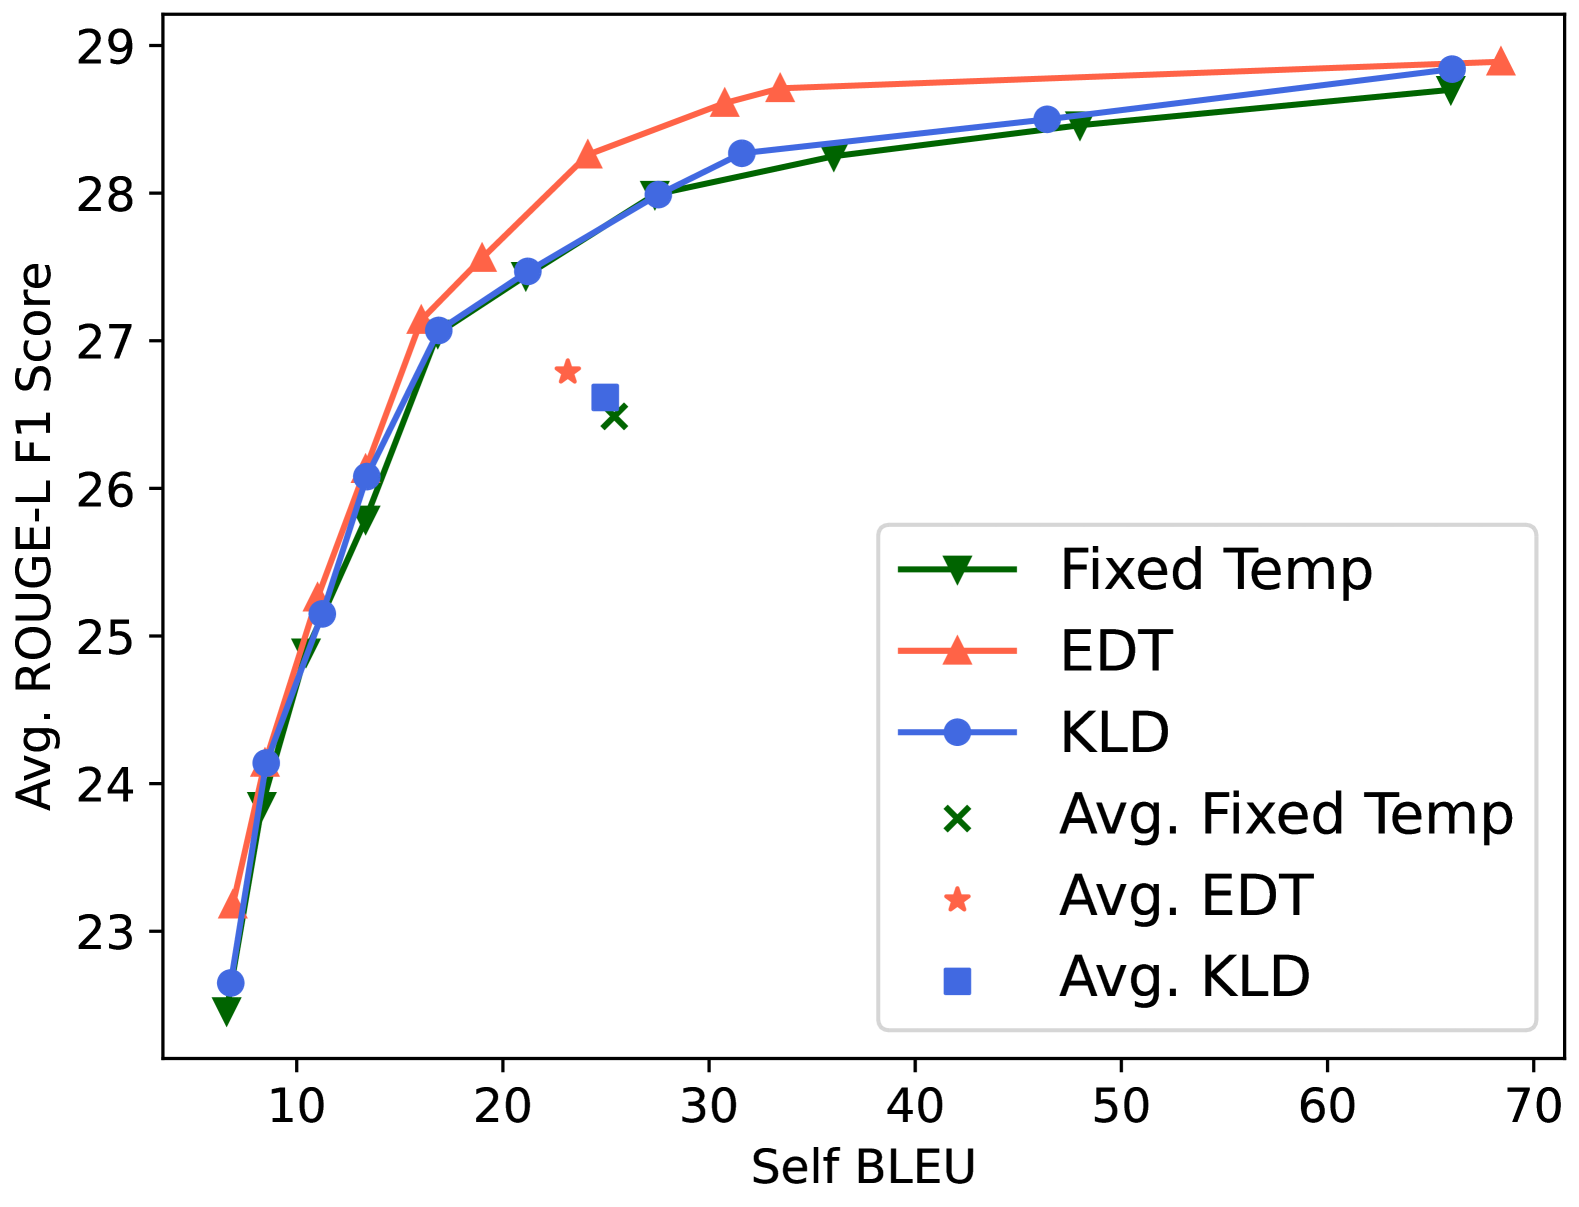 29
28
27
26
25
24
23
Avg. ROUGE-L F1 Score
Fixed Temp
EDT
KLD
Avg. Fixed Temp
Avg. EDT
Avg. KLD
10 20 30 40 50 60 70
Self BLEU